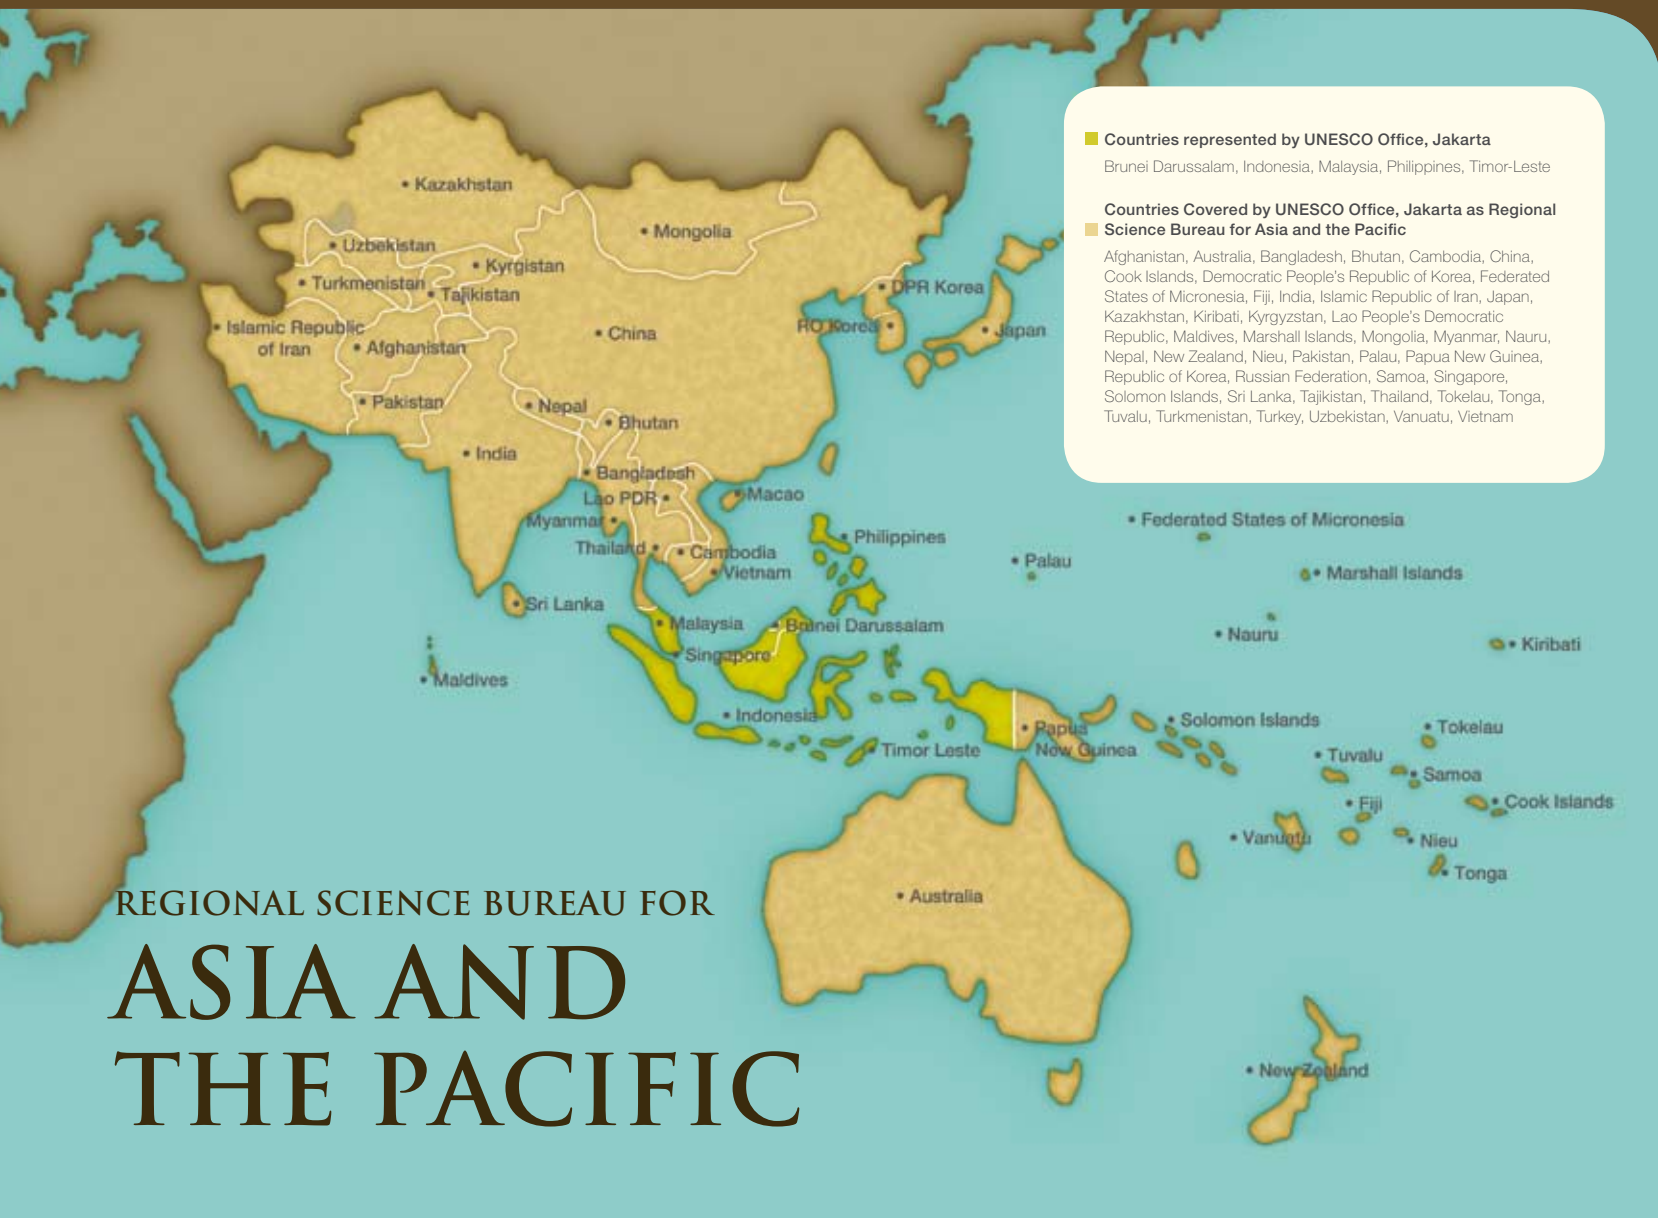 Countries represented by UNESCO Office, Jakarta
Brunei Darussalam, Indonesia, Malaysia, Philippines, Timor-Leste
Countries Covered by UNESCO Office, Jakarta as Regional
Science Bureau for Asia and the Pacific
Afghanistan, Australia, Bangladesh, Bhutan, Cambodia, China,
Cook Islands, Democratic People's Republic of Korea, Federated
States of Micronesia, Fiji, India, Islamic Republic of Iran, Japan,
Kazakhstan, Kiribati, Kyrgyzstan, Lao People's Democratic
Republic, Maldives, Marshall Islands, Mongolia, Myanmar, Nauru,
Nepal, New Zealand, Nieu, Pakistan, Palau, Papua New Guinea,
Republic of Korea, Russian Federation, Samoa, Singapore,
Solomon Islands, Sri Lanka, Tajikistan, Thailand, Tokelau, Tonga,
Tuvalu, Turkmenistan, Turkey, Uzbekistan, Vanuatu, Vietnam
• Kazakhstan
• Mongolia
• Uzbekistan
• Kyrgistan
• Turkmenistan
• Tajikistan
• DPR Korea
• Islamic Republic
of Iran
• Afghanistan
• China
RO Korea •
• Japan
• Pakistan
• Nepal
• Bhutan
• India
• Bangladesh
Lao PDR •
• Macao
Myanmar •
• Federated States of Micronesia
• Philippines
Thailand •
• Cambodia
• Palau
• Vietnam
• Marshall Islands
• Sri Lanka
• Malaysia
• Brunei Darussalam
• Nauru
• Kiribati
• Singapore
• Maldives
• Indonesia
• Solomon Islands
• Papua
New Guinea
• Tokelau
• Timor Leste
• Tuvalu
• Samoa
• Fiji
• Cook Islands
• Vanuatu
• Nieu
• Tonga
• Australia
• New Zealand
REGIONAL SCIENCE BUREAU FOR
ASIA AND
THE PACIFIC